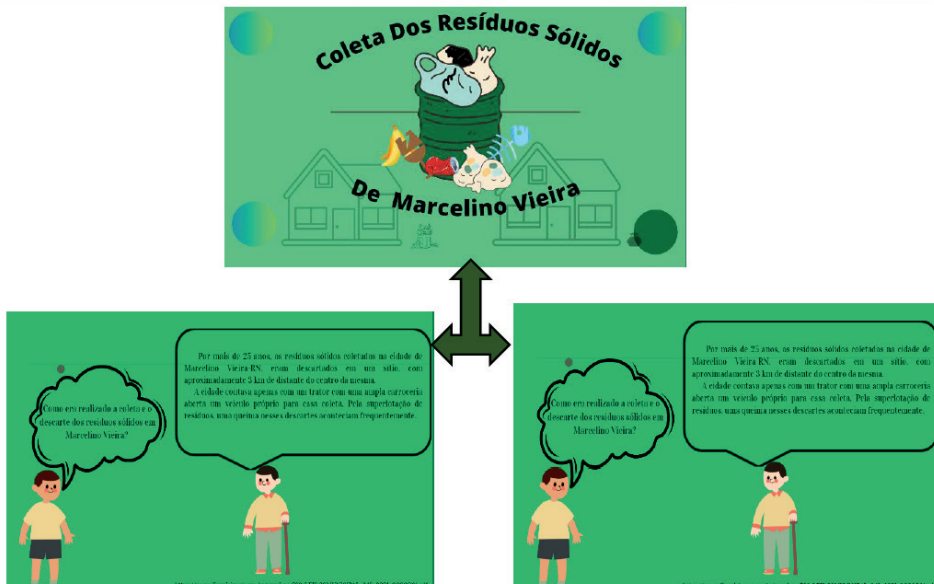 Coleta Dos Resíduos Sólidos
De Marcelino Vieira
Como era realizado a coleto e o
descarte dos resíduos sólidos em
Marcelino Vieira?
Por mais de 25 anos, os resíduos sólidos coletados na cidade de
Marcelino Vieira-RN, eram descartados em um sítio, com
aproximadamente 3 km de distante do centro da mesma.
A cidade contava apenas com um trator com uma ampla carroceria
aberta um veículo próprio para essa coleta. Pela superlotação de
resíduos, uma queima nesses descartes aconteciam frequentemente.
Como era realizado a coleto e o
descarte dos resíduos sólidos em
Marcelino Vieira?
Por mais de 25 anos, os resíduos sólidos coletados na cidade de
Marcelino Vieira-RN, eram descartados em um sítio, com
aproximadamente 3 km de distante do centro da mesma.
A cidade contava apenas com um trator com uma ampla carroceria
aberta um veículo próprio para essa coleta. Pela superlotação de
resíduos, uma queima nesses descartes aconteciam frequentemente.